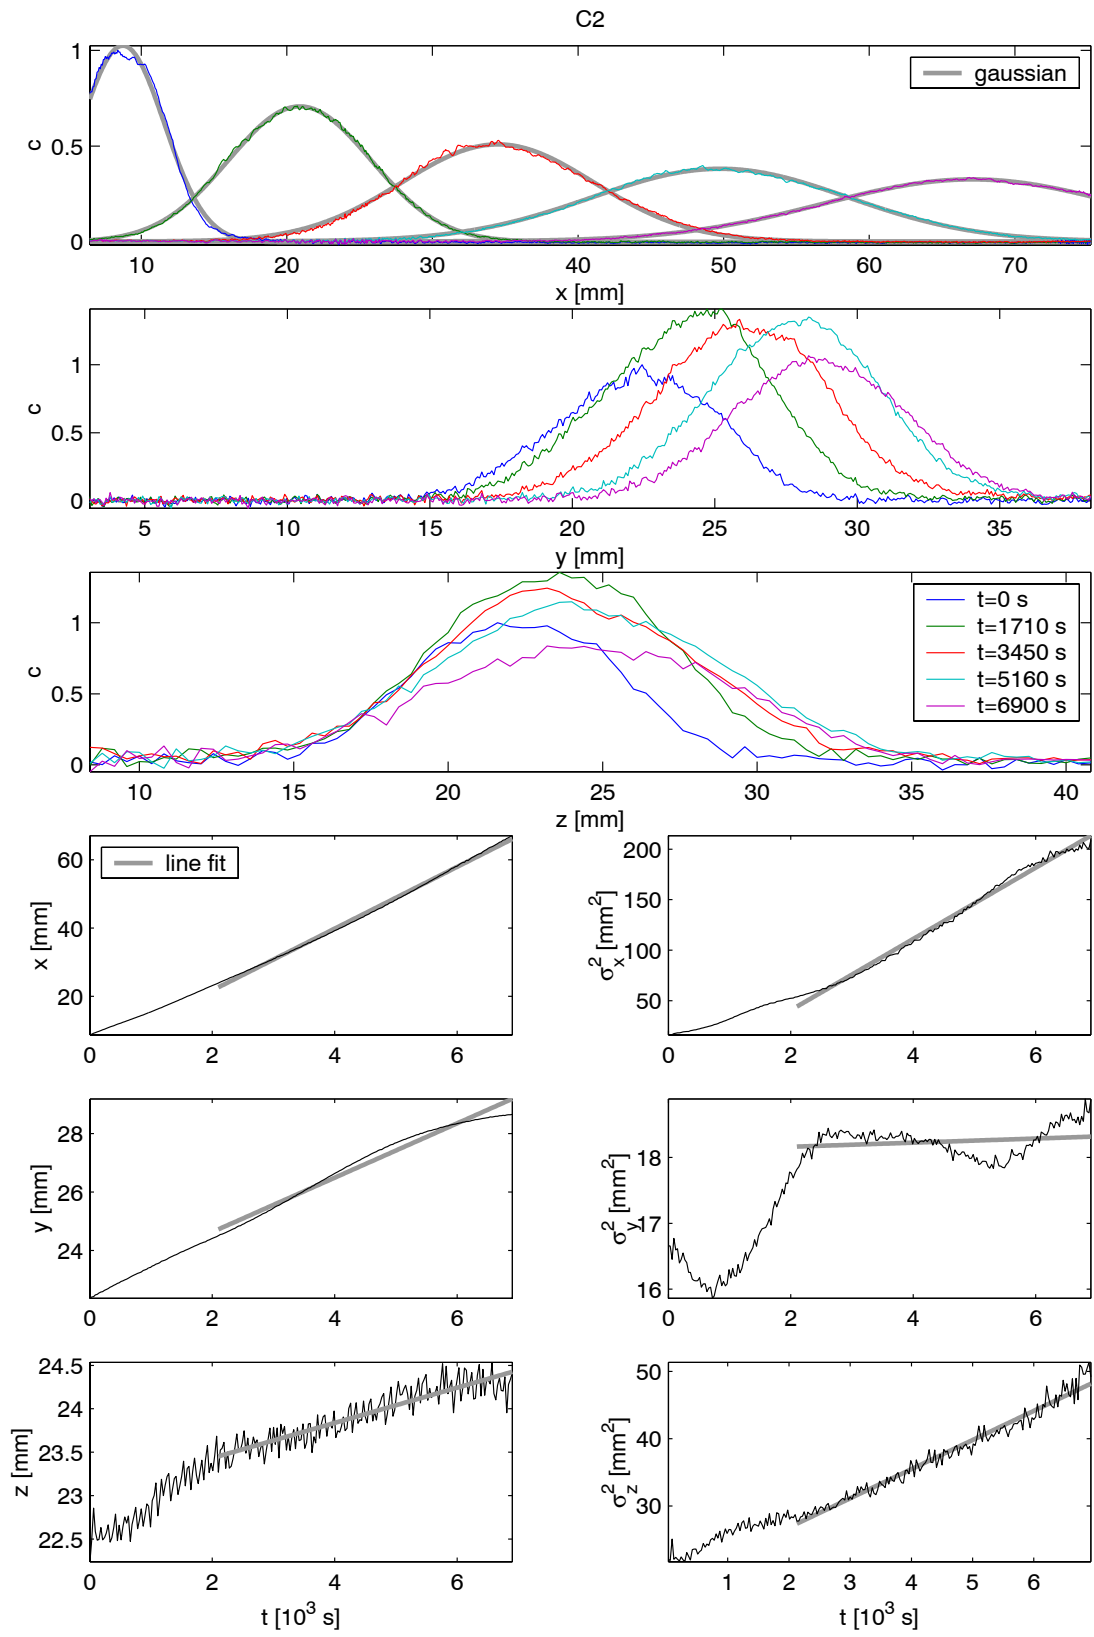 C2
1
0.5
0
c
gaussian
10 20 30 40 50 60 70
x [mm]
1
0.5
0
c
5 10 15 20 25 30 35
y [mm]
1
0.5
0
c
t=0 s
t=1710 s
t=3450 s
t=5160 s
t=6900 s
10 15 20 25 30 35 40
z [mm]
60
40
20
x [mm]
line fit
0 2 4 6
200
150
100
50
σx² [mm²]
0 2 4 6
28
26
24
y [mm]
0 2 4 6
18
17
16
σy² [mm²]
0 2 4 6
24.5
24
23.5
23
22.5
z [mm]
0 2 4 6
t [10³ s]
50
40
30
σz² [mm²]
1 2 3 4 5 6
t [10³ s]